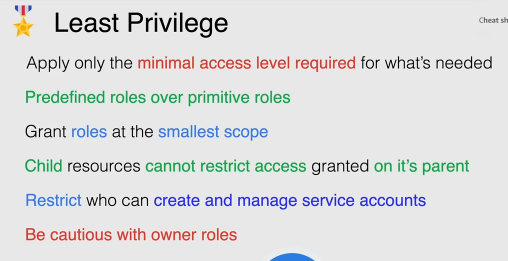 Least Privilege
Cheat sh
Apply only the minimal access level required for what's needed
Predefined roles over primitive roles
Grant roles at the smallest scope
Child resources cannot restrict access granted on it's parent
Restrict who can create and manage service accounts
Be cautious with owner roles